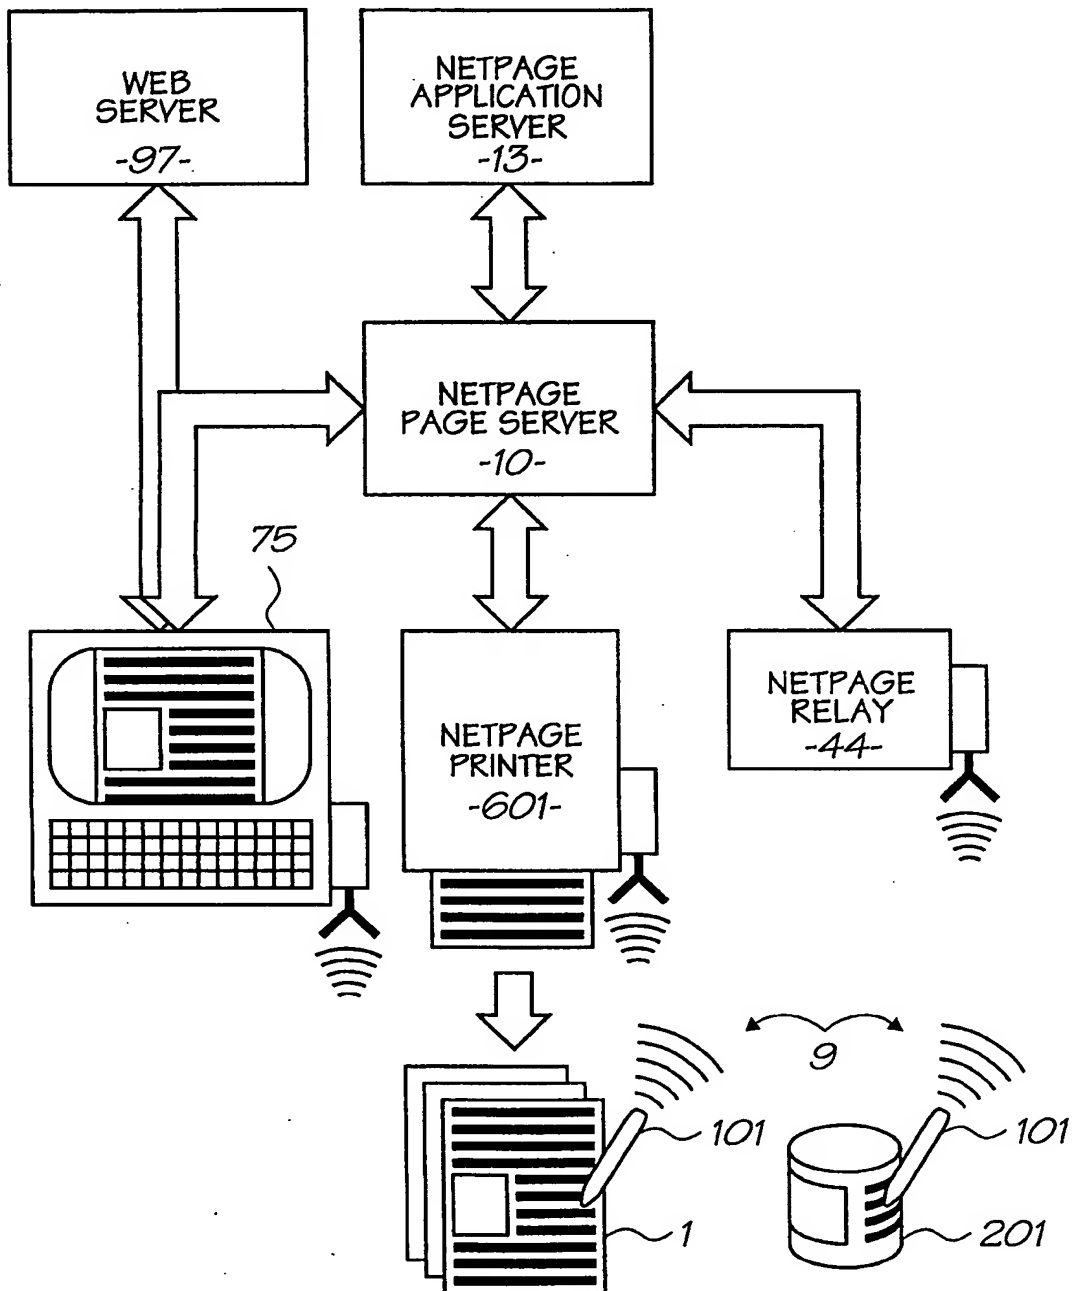 WEB
SERVER
-97-
NETPAGE
APPLICATION
SERVER
-13-
NETPAGE
PAGE SERVER
-10-
75
NETPAGE
PRINTER
-601-
NETPAGE
RELAY
-44-
9
101
101
1
201